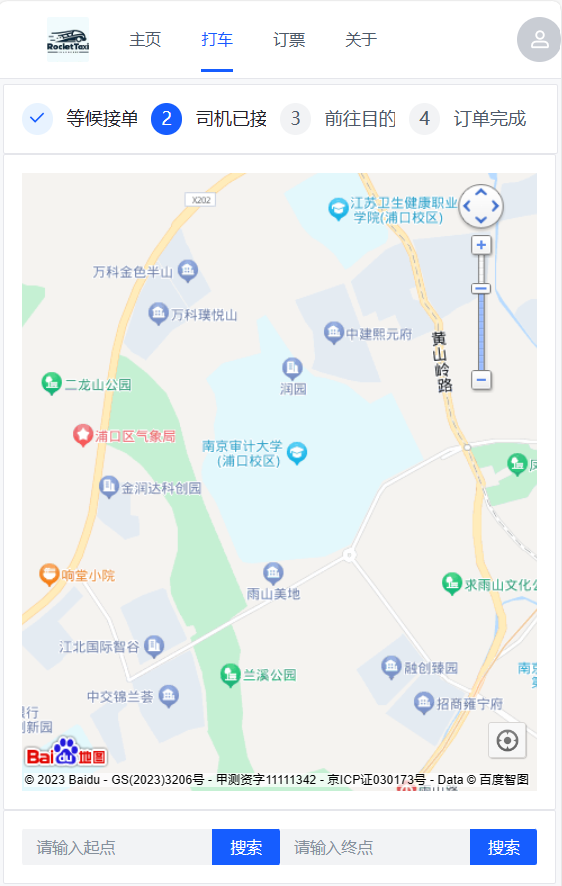 RocietTaxi
主页
打车
订票
关于
等候接单
2
司机已接
3
前往目的
4
订单完成
X202
江苏卫生健康职业
学院(浦口校区)
万科金色半山
万科璞悦山
中建熙元府
黄山岭路
二龙山公园
润园
浦口区气象局
南京审计大学
(浦口校区)
金润达科创园
响堂小院
雨山美地
求雨山文化公
江北国际智谷
融创臻园
兰溪公园
中交锦兰荟
招商雍宁府
银行
创新园
Bai 地图
© 2023 Baidu - GS(2023)3206号 - 甲测资字11111342 - 京ICP证030173号 - Data © 百度智图
请输入起点
搜索
请输入终点
搜索